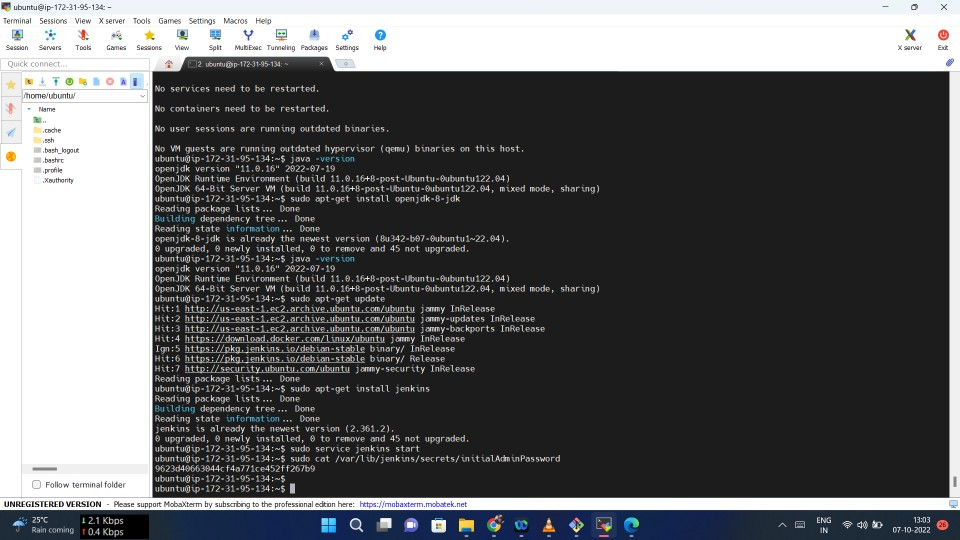 ubuntu@ip-172-31-95-134: ~
Terminal Sessions View X server Tools Games Settings Macros Help
Session Servers Tools Games Sessions View Split MultiExec Tunneling Packages Settings Help X server Exit
Quick connect...
2. ubuntu@ip-172-31-95-134: ~
/home/ubuntu/
Name
..
.cache
.ssh
.bash_logout
.bashrc
.profile
.Xauthority
Follow terminal folder
No services need to be restarted.
No containers need to be restarted.
No user sessions are running outdated binaries.
No VM guests are running outdated hypervisor (qemu) binaries on this host.
ubuntu@ip-172-31-95-134:~$ java -version
openjdk version "11.0.16" 2022-07-19
OpenJDK Runtime Environment (build 11.0.16+8-post-Ubuntu-0ubuntu122.04)
OpenJDK 64-Bit Server VM (build 11.0.16+8-post-Ubuntu-0ubuntu122.04, mixed mode, sharing)
ubuntu@ip-172-31-95-134:~$ sudo apt-get install openjdk-8-jdk
Reading package lists... Done
Building dependency tree... Done
Reading state information... Done
openjdk-8-jdk is already the newest version (8u342-b07-0ubuntu1~22.04).
0 upgraded, 0 newly installed, 0 to remove and 45 not upgraded.
ubuntu@ip-172-31-95-134:~$ java -version
openjdk version "11.0.16" 2022-07-19
OpenJDK Runtime Environment (build 11.0.16+8-post-Ubuntu-0ubuntu122.04)
OpenJDK 64-Bit Server VM (build 11.0.16+8-post-Ubuntu-0ubuntu122.04, mixed mode, sharing)
ubuntu@ip-172-31-95-134:~$ sudo apt-get update
Hit:1 http://us-east-1.ec2.archive.ubuntu.com/ubuntu jammy InRelease
Hit:2 http://us-east-1.ec2.archive.ubuntu.com/ubuntu jammy-updates InRelease
Hit:3 http://us-east-1.ec2.archive.ubuntu.com/ubuntu jammy-backports InRelease
Hit:4 https://download.docker.com/linux/ubuntu jammy InRelease
Ign:5 https://pkg.jenkins.io/debian-stable binary/ InRelease
Hit:6 https://pkg.jenkins.io/debian-stable binary/ Release
Hit:7 http://security.ubuntu.com/ubuntu jammy-security InRelease
Reading package lists... Done
ubuntu@ip-172-31-95-134:~$ sudo apt-get install jenkins
Reading package lists... Done
Building dependency tree... Done
Reading state information... Done
jenkins is already the newest version (2.361.2).
0 upgraded, 0 newly installed, 0 to remove and 45 not upgraded.
ubuntu@ip-172-31-95-134:~$ sudo service jenkins start
ubuntu@ip-172-31-95-134:~$ sudo cat /var/lib/jenkins/secrets/initialAdminPassword
9623d40663044cf4a771ce452ff267b9
ubuntu@ip-172-31-95-134:~$
ubuntu@ip-172-31-95-134:~$
UNREGISTERED VERSION - Please support MobaXterm by subscribing to the professional edition here: https://mobaxterm.mobatek.net
25°C
Rain coming
↓ 2.1 Kbps
↑ 0.4 Kbps
ENG
IN
13:03
07-10-2022
26